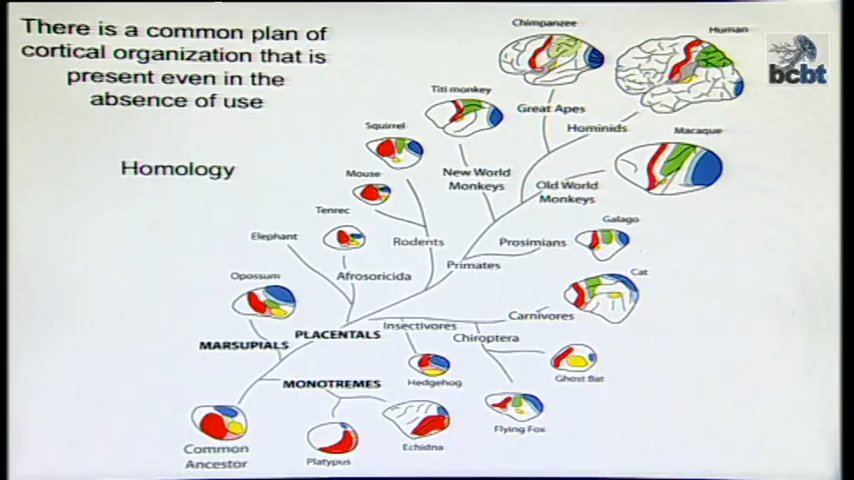 There is a common plan of
cortical organization that is
present even in the
absence of use
Homology
Chimpanzee
Human
bcbt
Titi monkey
Great Apes
Hominids
Squirrel
Macaque
Mouse
New World
Monkeys
Old World
Monkeys
Tenrec
Galago
Elephant
Rodents
Prosimians
Primates
Opossum
Afrosoricida
Cat
Carnivores
Insectivores
PLACENTALS
Chiroptera
MARSUPIALS
MONOTREMES
Hedgehog
Ghost Bat
Flying Fox
Common
Ancestor
Platypus
Echidna